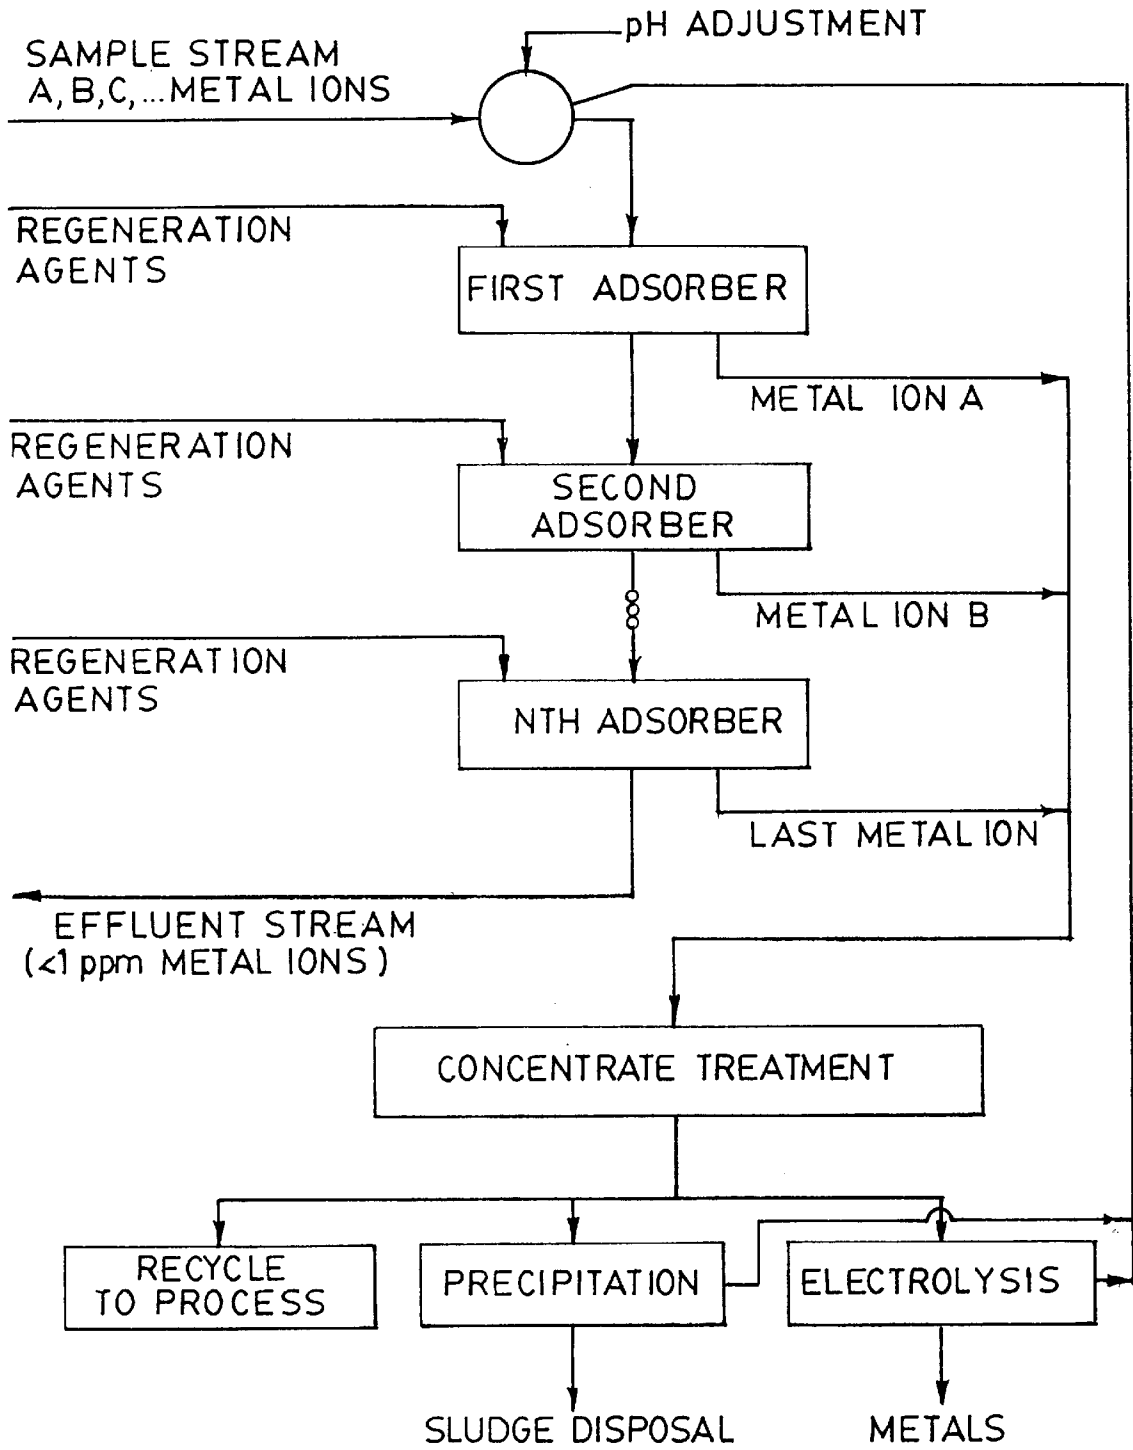 pH ADJUSTMENT
SAMPLE STREAM
A, B, C, ... METAL IONS
REGENERATION
AGENTS
FIRST ADSORBER
METAL ION A
REGENERATION
AGENTS
SECOND
ADSORBER
METAL ION B
REGENERATION
AGENTS
NTH ADSORBER
LAST METAL ION
EFFLUENT STREAM
(<1 ppm METAL IONS)
CONCENTRATE TREATMENT
RECYCLE
TO PROCESS
PRECIPITATION
ELECTROLYSIS
SLUDGE DISPOSAL
METALS